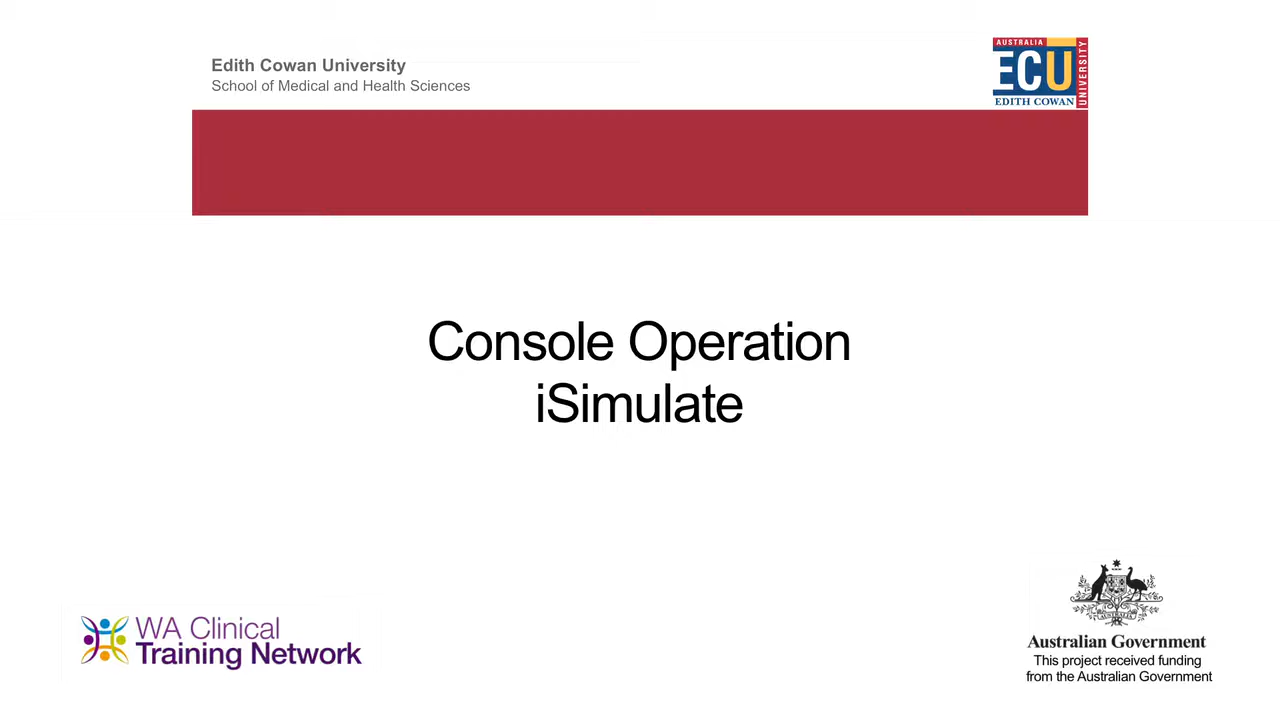 Edith Cowan University
School of Medical and Health Sciences
AUSTRALIA
ECU
EDITH COWAN
UNIVERSITY
Console Operation
iSimulate
WA Clinical
Training Network
AUSTRALIA
Australian Government
This project received funding
from the Australian Government